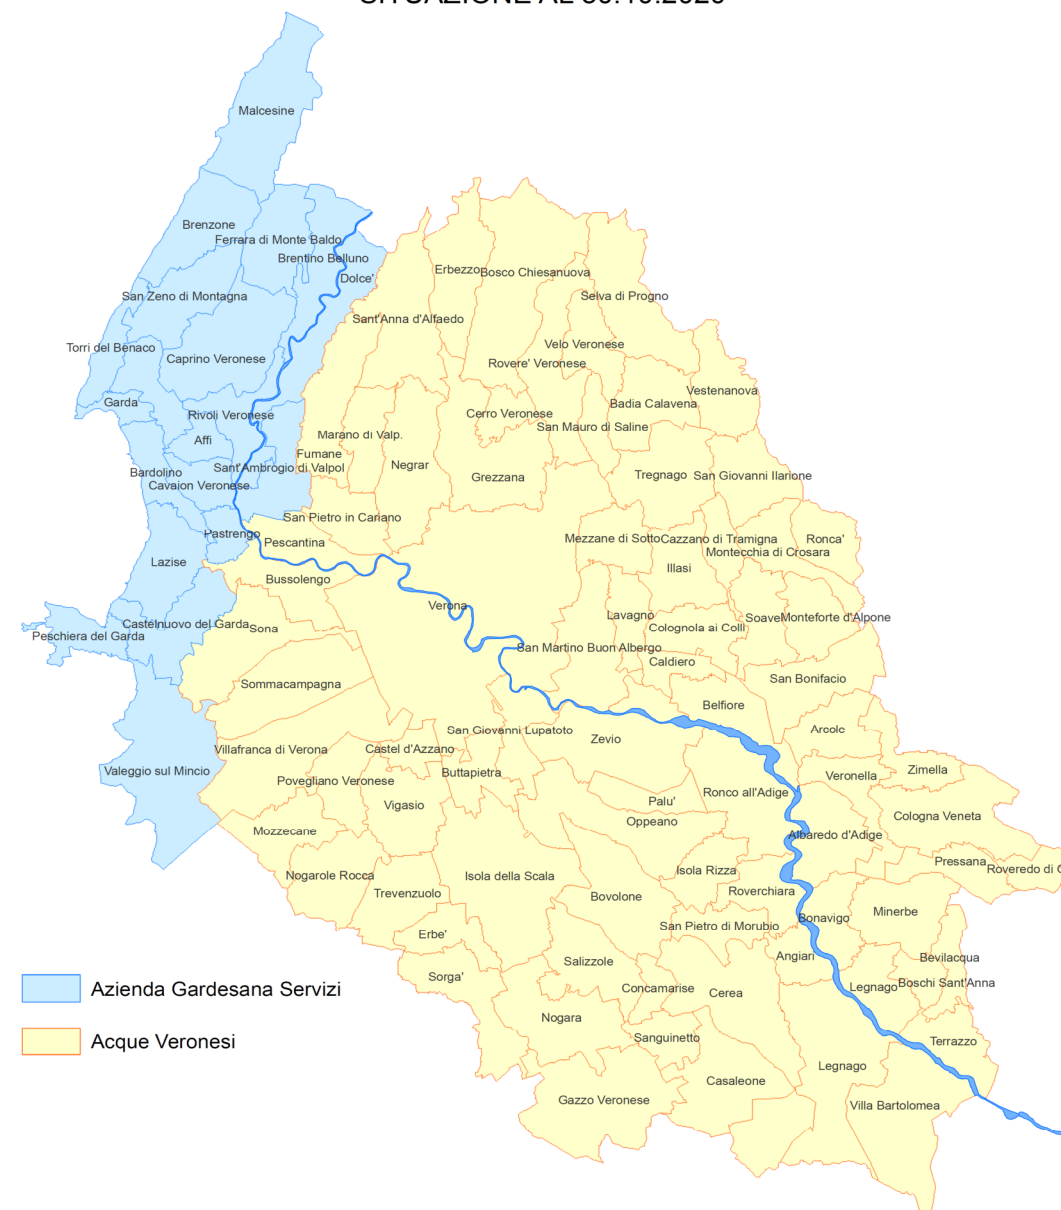 Malcesine
Brenzone
Ferrara di Monte Baldo
Brentino Belluno
Dolce'
Erbezzo
Bosco Chiesanuova
San Zeno di Montagna
Selva di Progno
Sant'Anna d'Alfaedo
Torri del Benaco
Caprino Veronese
Velo Veronese
Rovere' Veronese
Vestenanova
Garda
Rivoli Veronese
Cerro Veronese
Badia Calavena
Affi
Marano di Valp.
San Mauro di Saline
Fumane
Bardolino
Sant'Ambrogio di Valpol
Negrar
Cavaion Veronese
Grezzana
Tregnago
San Giovanni Ilarione
San Pietro in Cariano
Pastrengo
Pescantina
Mezzane di Sotto
Cazzano di Tramigna
Ronca'
Montecchia di Crosara
Lazise
Illasi
Bussolengo
Verona
Lavagno
Soave
Monteforte d'Alpone
Castelnuovo del Garda
Sona
Colognola ai Colli
Peschiera del Garda
San Martino Buon Albergo
Caldiero
Sommacampagna
San Bonifacio
Belfiore
San Giovanni Lupatoto
Arcole
Villafranca di Verona
Castel d'Azzano
Zevio
Valeggio sul Mincio
Buttapietra
Veronella
Zimella
Povegliano Veronese
Vigasio
Palu'
Ronco all'Adige
Cologna Veneta
Mozzecane
Oppeano
Albaredo d'Adige
Pressana
Roveredo di
Nogarole Rocca
Isola della Scala
Isola Rizza
Trevenzuolo
Bovolone
Roverchiara
Minerbe
Bonavigo
Erbe'
San Pietro di Morubio
Angiari
Bevilacqua
Salizzole
Sorga'
Concamarise
Cerea
Legnago
Boschi Sant'Anna
Nogara
Sanguinetto
Terrazzo
Legnago
Casaleone
Gazzo Veronese
Villa Bartolomea
Azienda Gardesana Servizi
Acque Veronesi